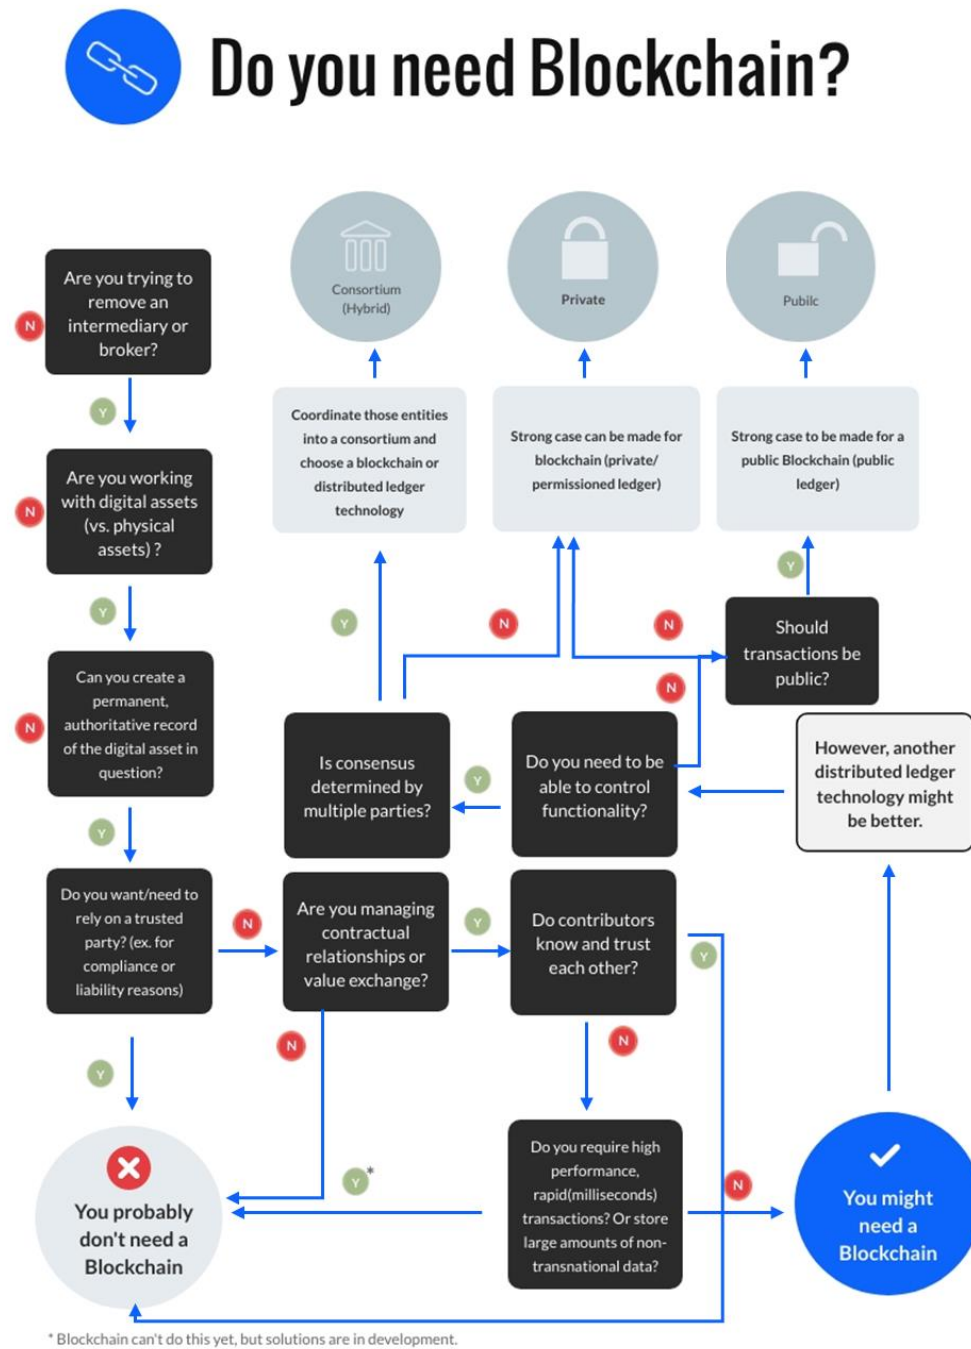 Do you need Blockchain?
Consortium
(Hybrid)
Private
Pubilc
Are you trying to
remove an
intermediary or
broker?
N
Y
Coordinate those entities
into a consortium and
choose a blockchain or
distributed ledger
technology
Strong case can be made for
blockchain (private/
permissioned ledger)
Strong case to be made for a
public Blockchain (public
ledger)
Are you working
with digital assets
(vs. physical
assets) ?
N
Y
Y
N
N
Y
Should
transactions be
public?
Can you create a
permanent,
authoritative record
of the digital asset in
question?
N
Y
Is consensus
determined by
multiple parties?
Y
Do you need to be
able to control
functionality?
N
However, another
distributed ledger
technology might
be better.
Do you want/need to
rely on a trusted
party? (ex. for
compliance or
liability reasons)
N
Y
Are you managing
contractual
relationships or
value exchange?
Y
N
Do contributors
know and trust
each other?
Y
N
You probably
don't need a
Blockchain
Y*
Do you require high
performance,
rapid(milliseconds)
transactions? Or store
large amounts of non-
transnational data?
N
You might
need a
Blockchain
* Blockchain can't do this yet, but solutions are in development.